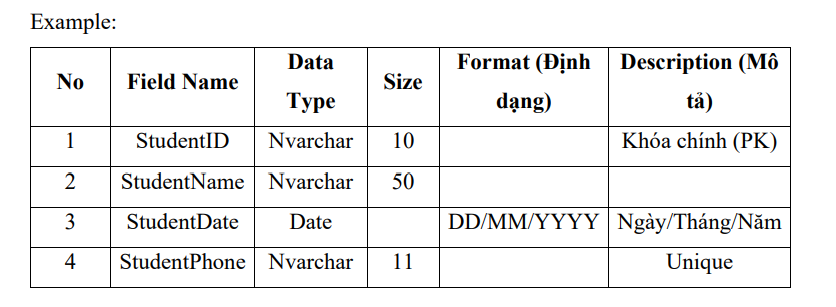 Example:
No Field Name Data Type Size Format (Định dạng) Description (Mô tả)
1 StudentID Nvarchar 10 Khóa chính (PK)
2 StudentName Nvarchar 50
3 StudentDate Date DD/MM/YYYY Ngày/Tháng/Năm
4 StudentPhone Nvarchar 11 Unique